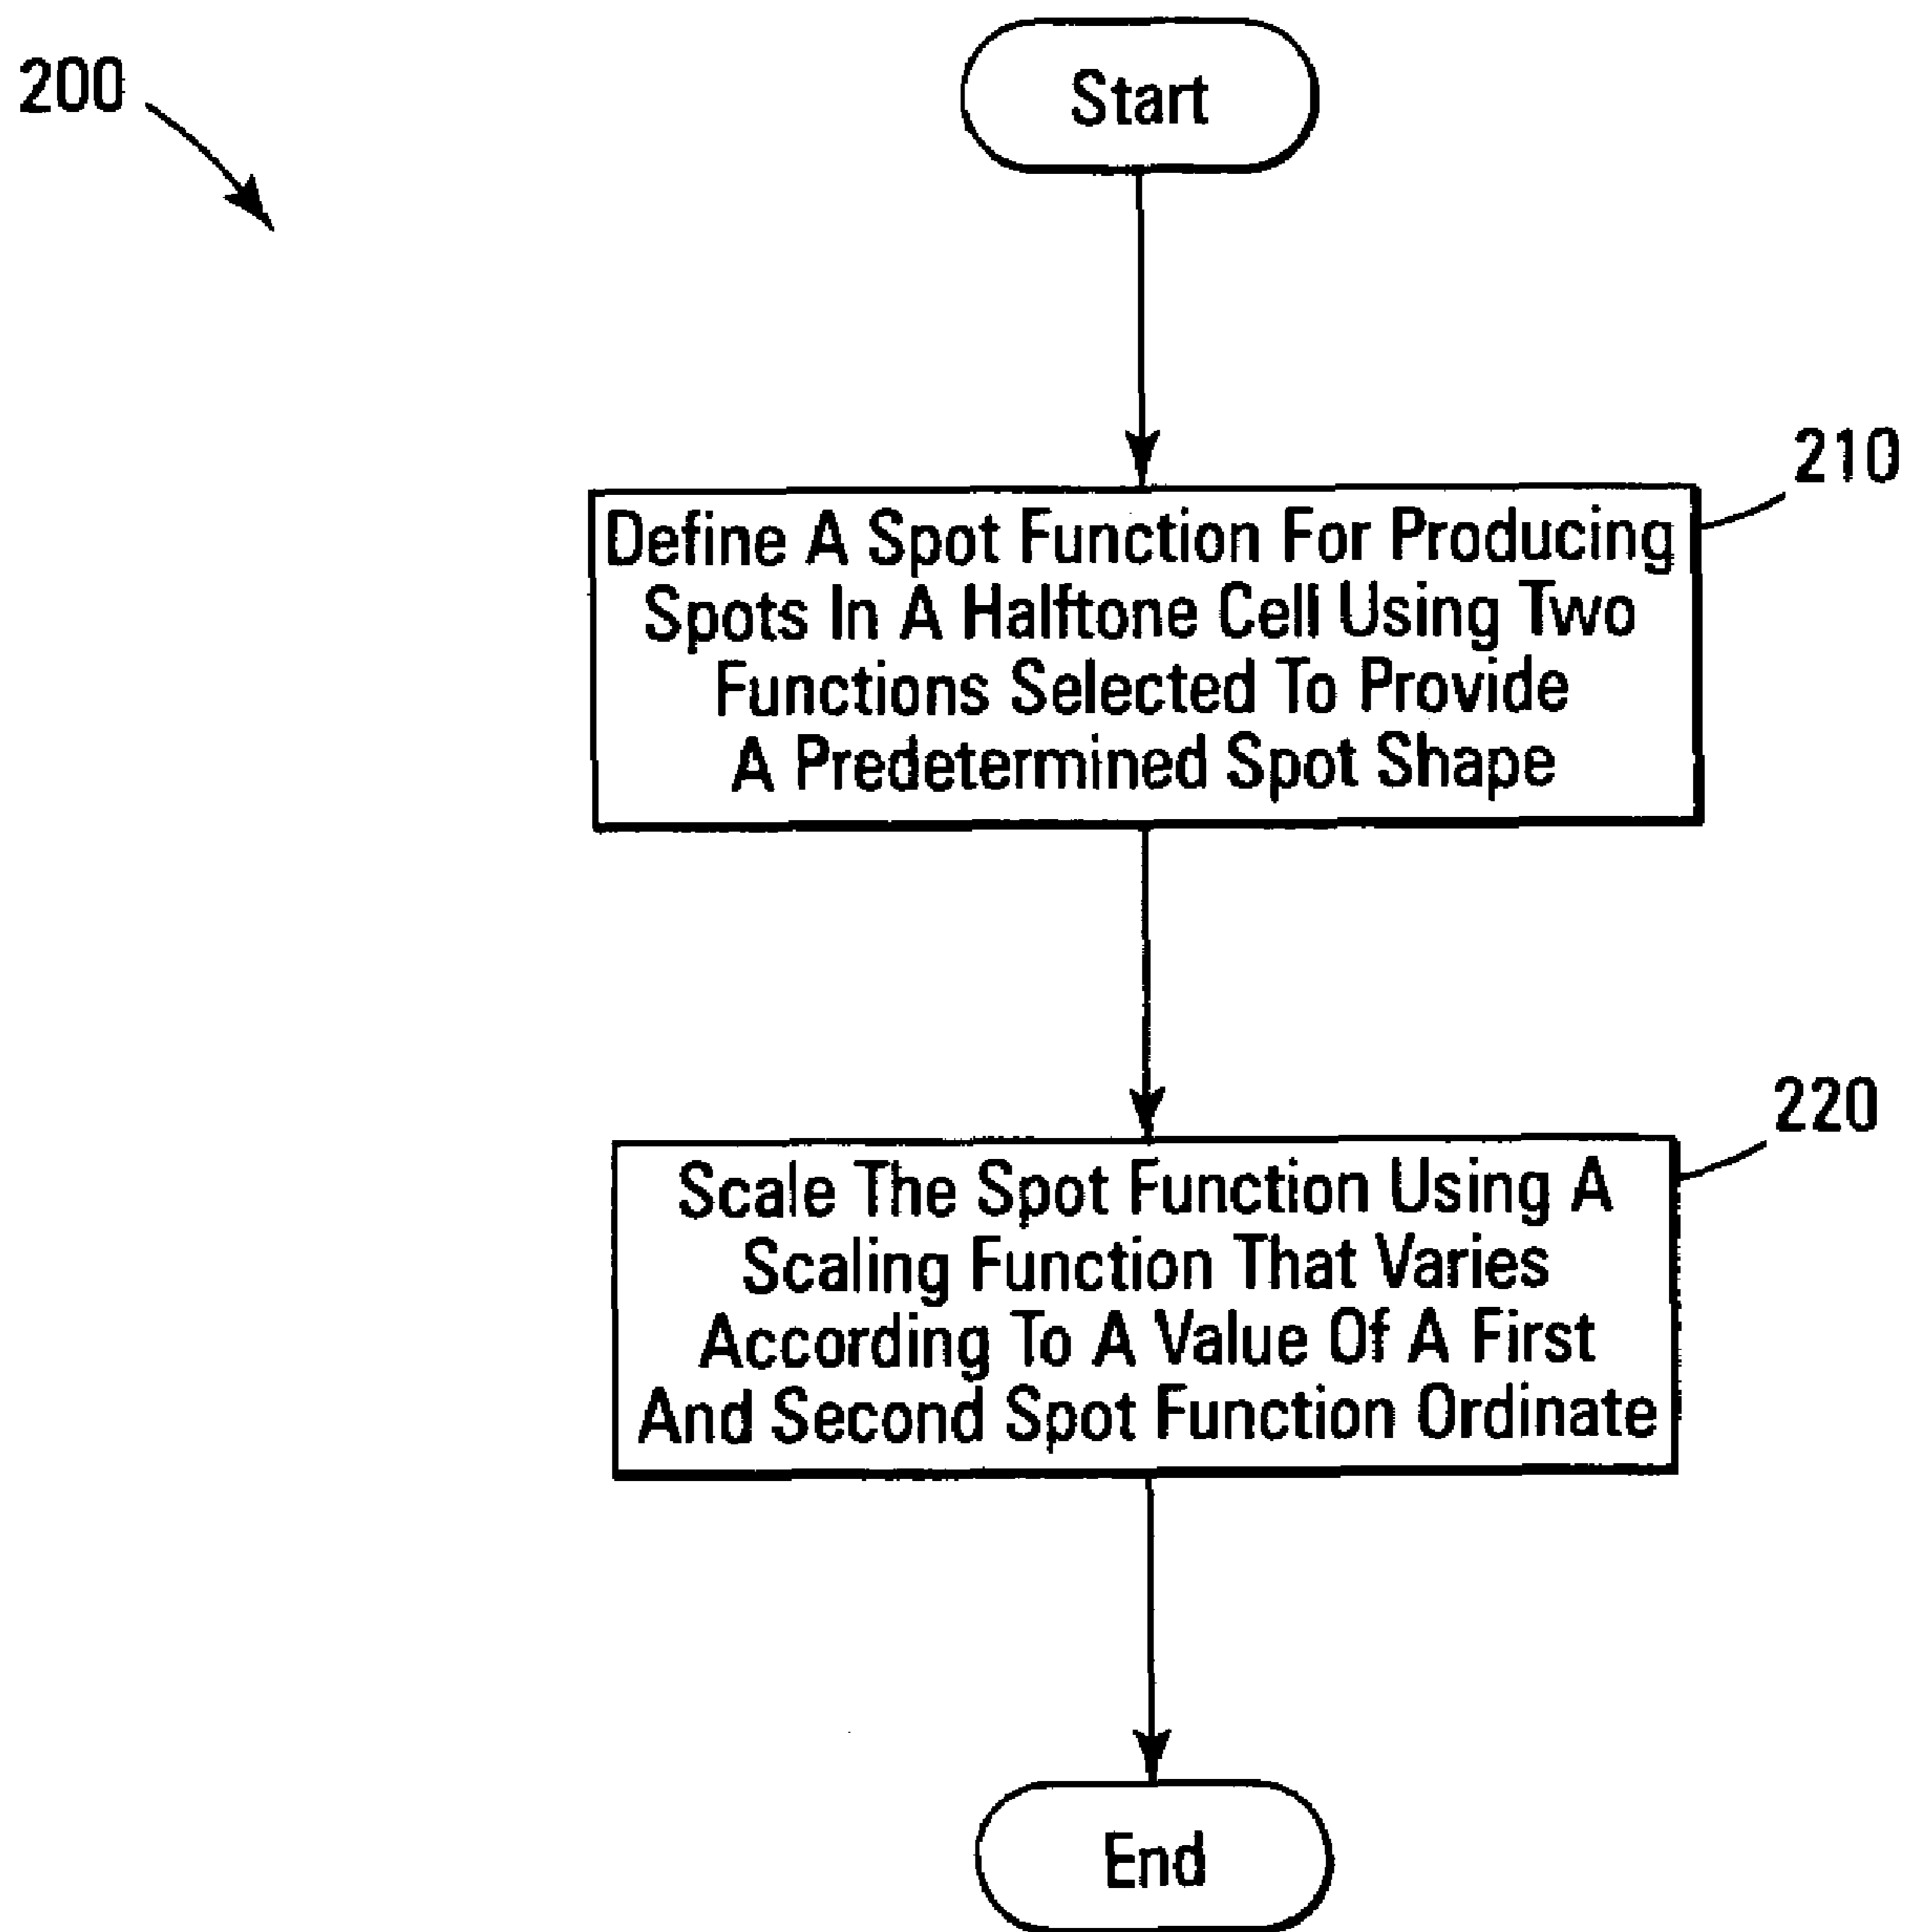 200
Start
210
Define A Spot Function For Producing
Spots In A Halftone Cell Using Two
Functions Selected To Provide
A Predetermined Spot Shape
220
Scale The Spot Function Using A
Scaling Function That Varies
According To A Value Of A First
And Second Spot Function Ordinate
End